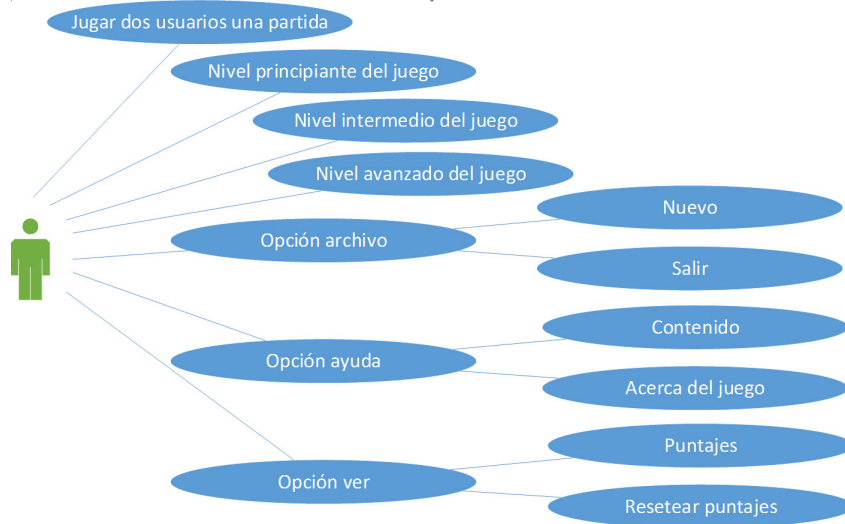 Jugar dos usuarios una partida
Nivel principiante del juego
Nivel intermedio del juego
Nivel avanzado del juego
Nuevo
Opción archivo
Salir
Contenido
Opción ayuda
Acerca del juego
Puntajes
Opción ver
Resetear puntajes